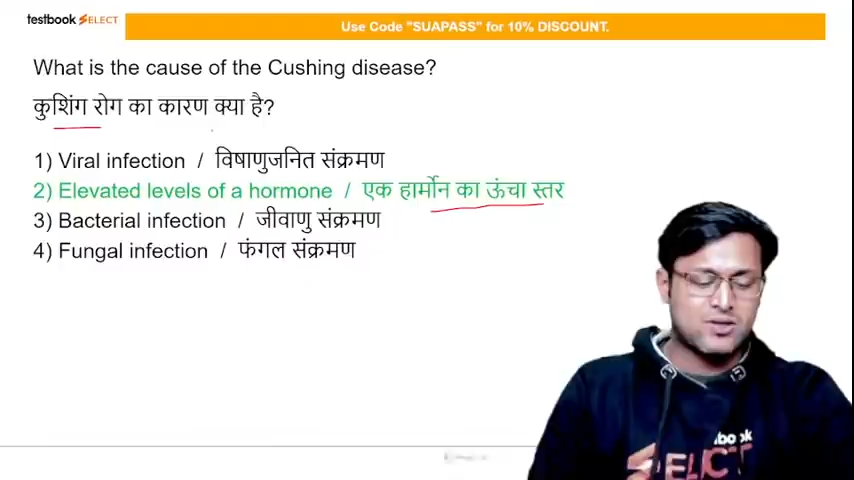 testbook SELECT
Use Code "SUAPASS" for 10% DISCOUNT.
What is the cause of the Cushing disease?
कुशिंग रोग का कारण क्या है?
1) Viral infection / विषाणुजनित संक्रमण
2) Elevated levels of a hormone / एक हार्मोन का ऊंचा स्तर
3) Bacterial infection / जीवाणु संक्रमण
4) Fungal infection / फंगल संक्रमण